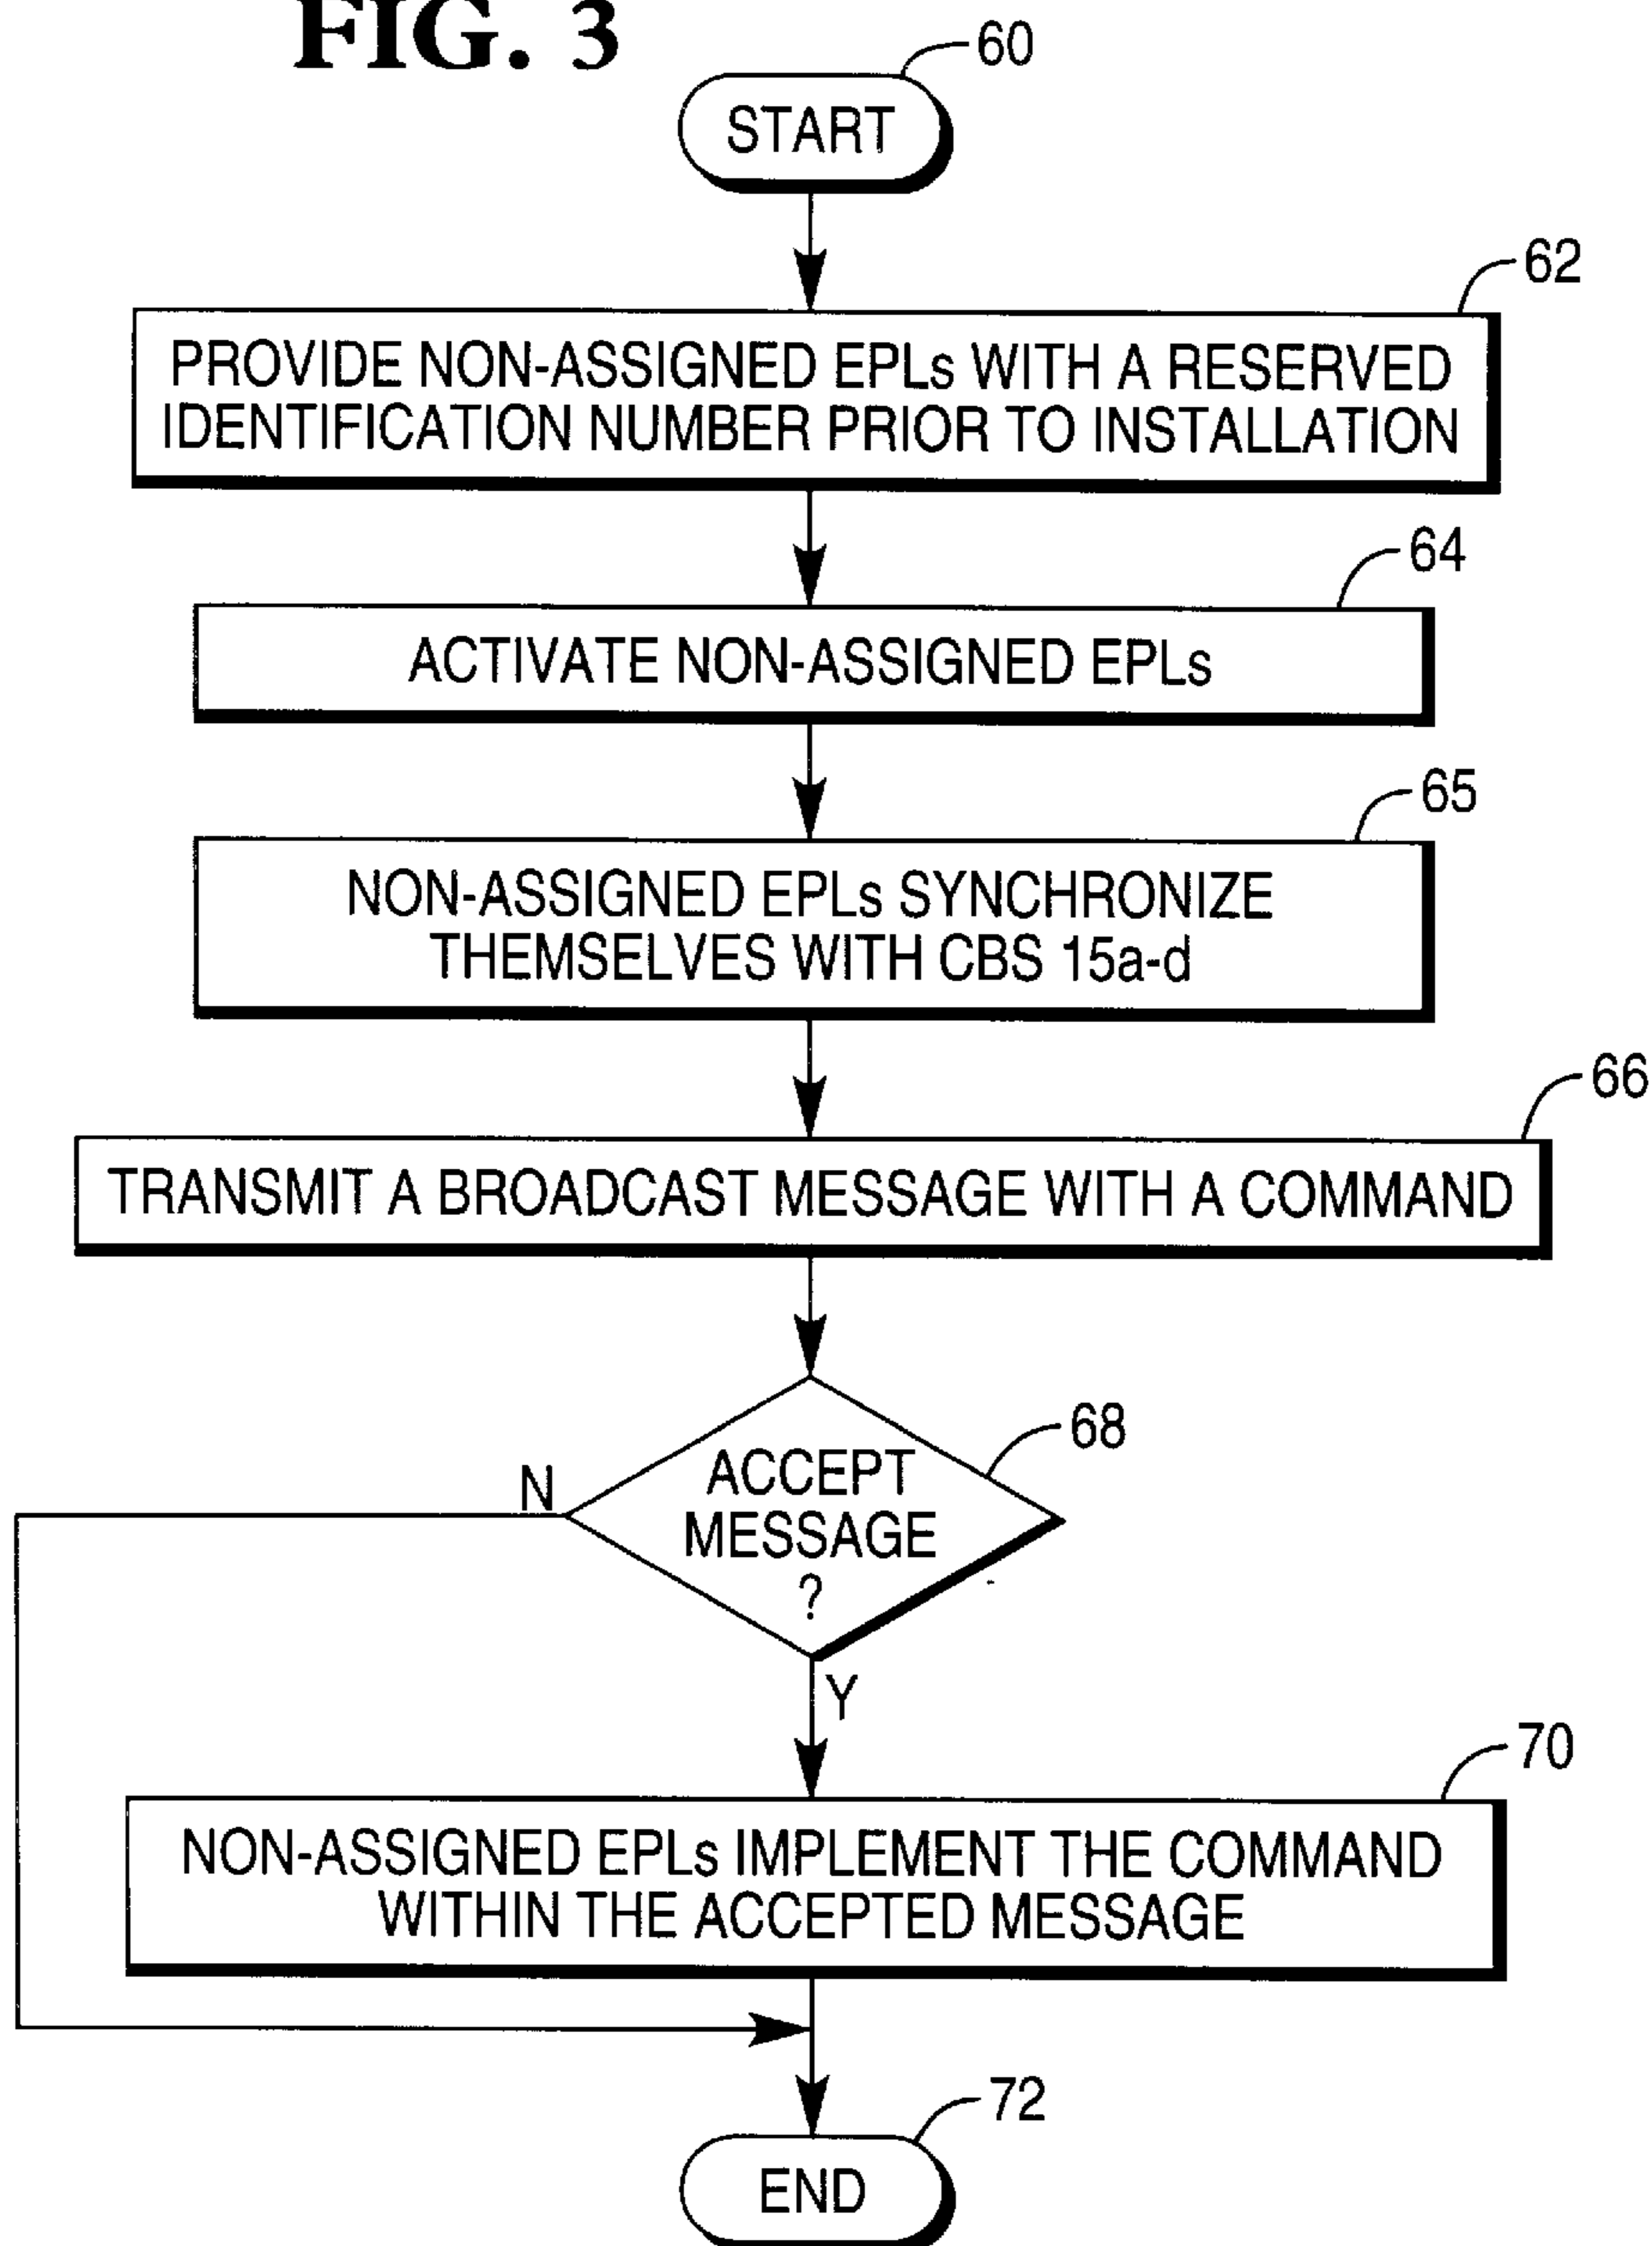 FIG. 3
60
START
62
PROVIDE NON-ASSIGNED EPLs WITH A RESERVED
IDENTIFICATION NUMBER PRIOR TO INSTALLATION
64
ACTIVATE NON-ASSIGNED EPLs
65
NON-ASSIGNED EPLs SYNCHRONIZE
THEMSELVES WITH CBS 15a-d
66
TRANSMIT A BROADCAST MESSAGE WITH A COMMAND
68
N
ACCEPT
MESSAGE
?
Y
70
NON-ASSIGNED EPLs IMPLEMENT THE COMMAND
WITHIN THE ACCEPTED MESSAGE
72
END